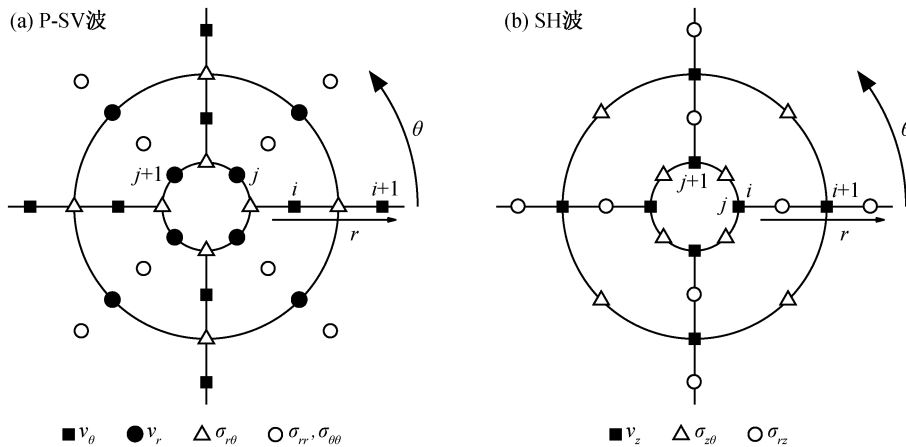 (a) P-SV波
j+1
j
i
i+1
r
θ
v_θ
v_r
σ_rθ
σ_rr, σ_θθ
(b) SH波
j+1
j
i
i+1
r
θ
v_z
σ_zθ
σ_rz